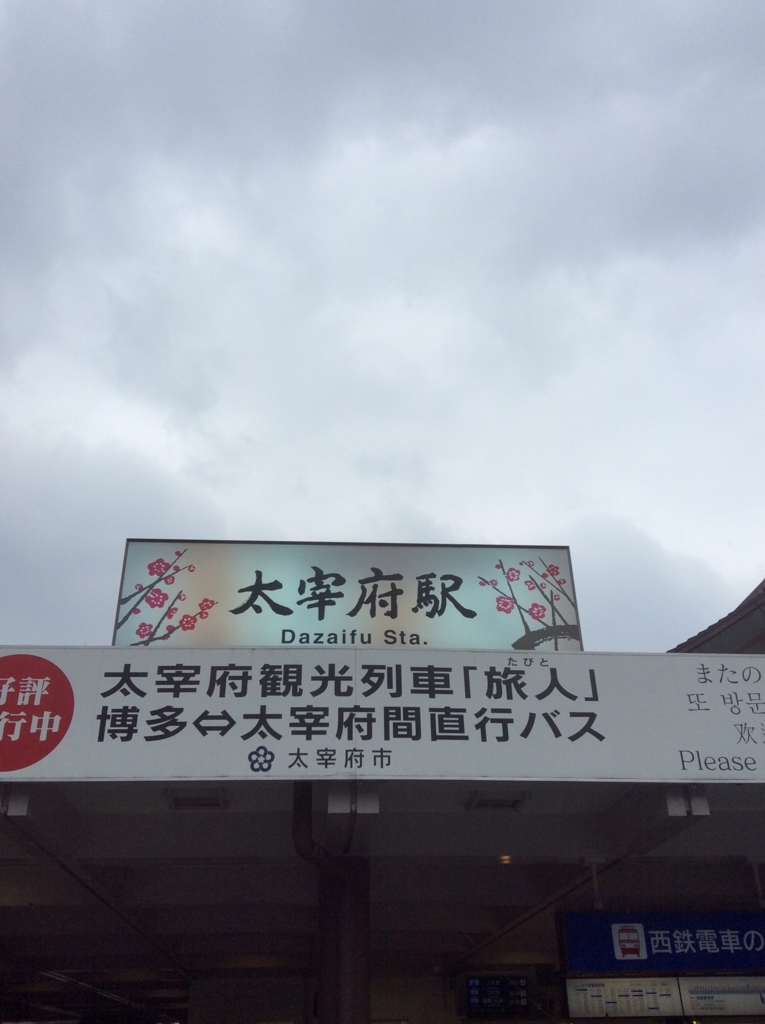 太宰府駅
Dazaifu Sta.
好評
行中
太宰府観光列車「旅人」
たびと
博多⇔太宰府間直行バス
太宰府市
またの
또 방문
欢
Please
西鉄電車の